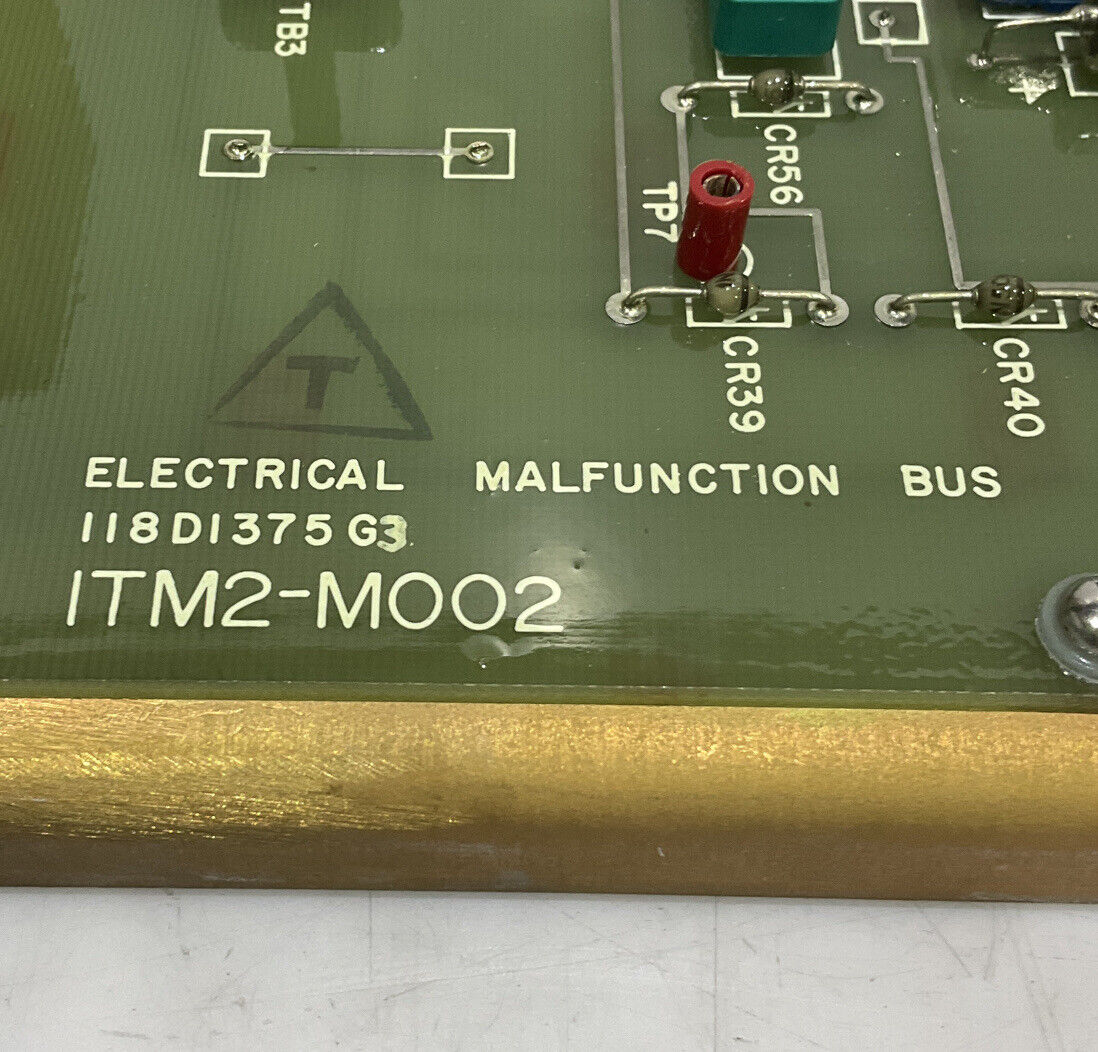 TB3
CR56
TP7
CR39
CR40
T
ELECTRICAL MALFUNCTION BUS
118D1375G3
ITM2-M002